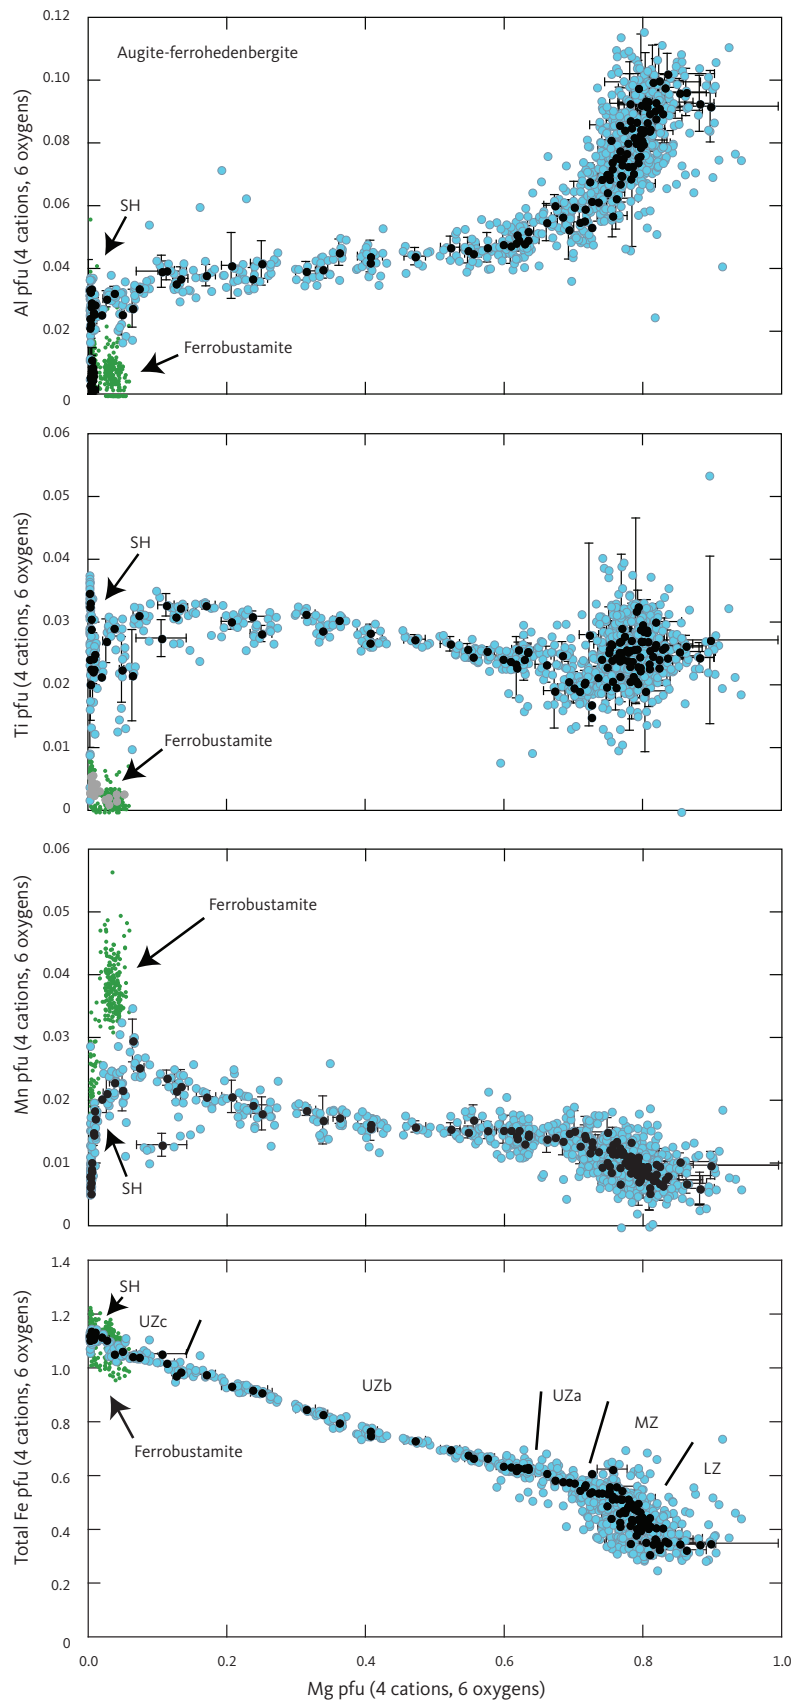 0.12
Augite-ferrohedenbergite
0.10
0.08
0.06
SH
0.04
0.02
Ferrobustamite
0
Al pfu (4 cations, 6 oxygens)
0.06
0.05
0.04
SH
0.03
0.02
0.01
Ferrobustamite
0
Ti pfu (4 cations, 6 oxygens)
0.06
0.05
Ferrobustamite
0.04
0.03
0.02
0.01
SH
0
Mn pfu (4 cations, 6 oxygens)
1.4
SH
1.2
UZc
1.0
UZb
UZa
0.8
MZ
Ferrobustamite
LZ
0.6
0.4
0.2
0
Total Fe pfu (4 cations, 6 oxygens)
0.0 0.2 0.4 0.6 0.8 1.0
Mg pfu (4 cations, 6 oxygens)